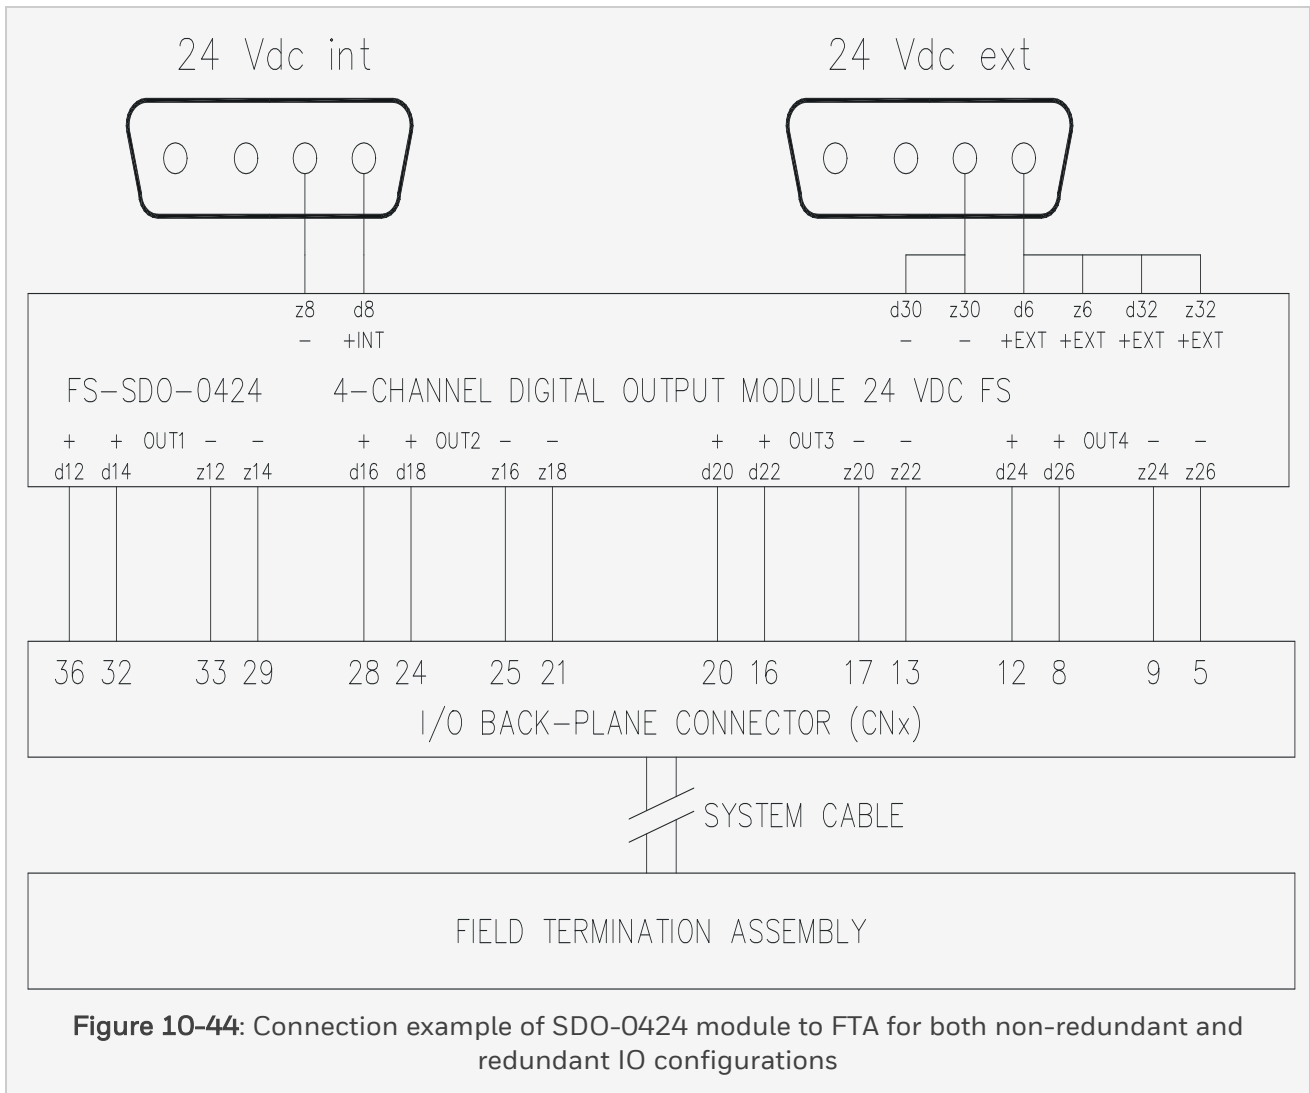 24 Vdc int 24 Vdc ext
z8 d8 d30 z30 d6 z6 d32 z32
- +INT - - +EXT +EXT +EXT +EXT
FS-SDO-0424 4-CHANNEL DIGITAL OUTPUT MODULE 24 VDC FS
+ + OUT1 - - + + OUT2 - - + + OUT3 - - + + OUT4 - -
d12 d14 z12 z14 d16 d18 z16 z18 d20 d22 z20 z22 d24 d26 z24 z26
36 32 33 29 28 24 25 21 20 16 17 13 12 8 9 5
I/O BACK-PLANE CONNECTOR (CNx)
SYSTEM CABLE
FIELD TERMINATION ASSEMBLY
Figure 10-44: Connection example of SDO-0424 module to FTA for both non-redundant and
redundant IO configurations